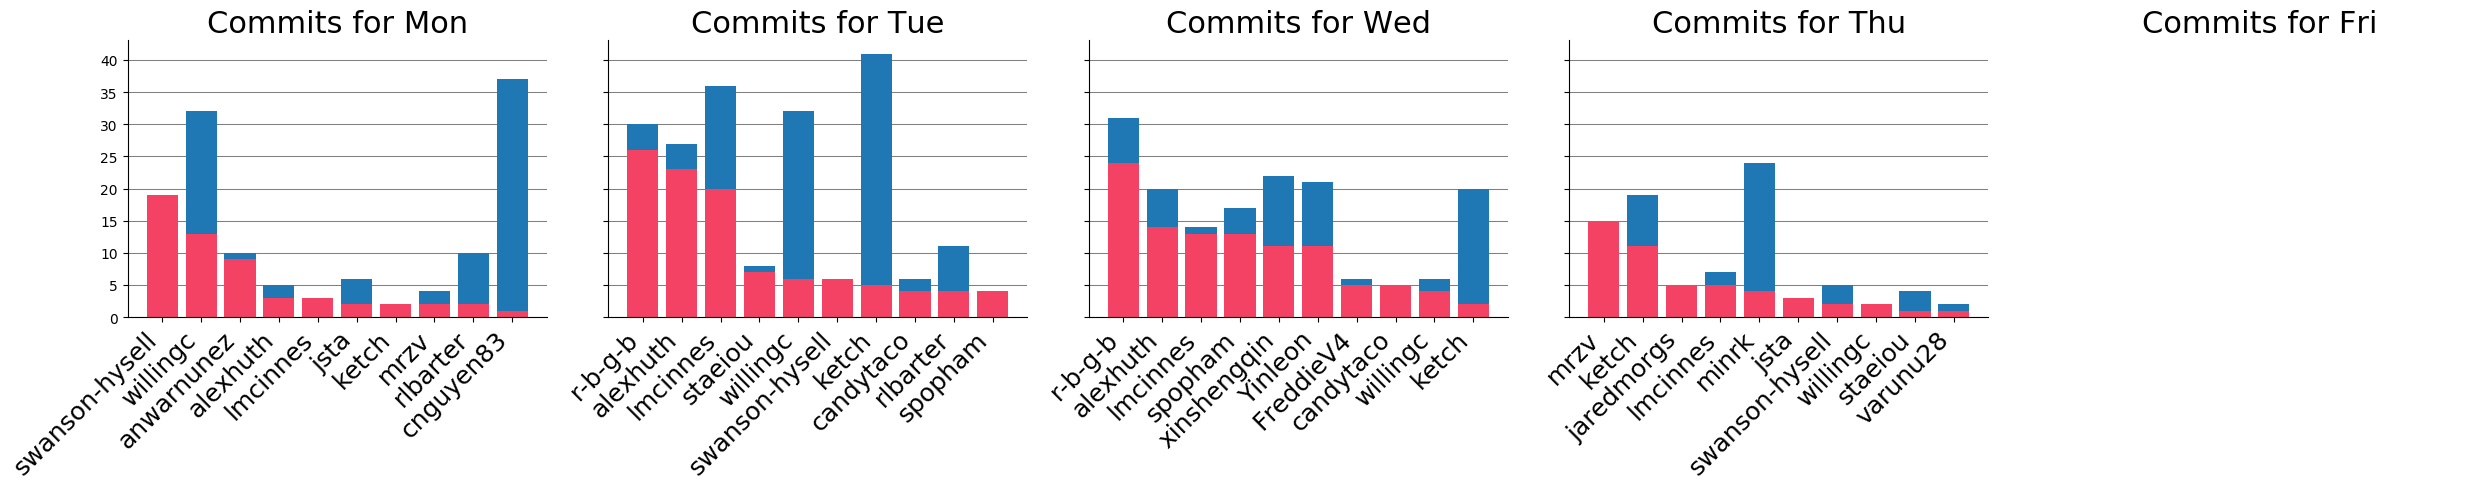 Commits for Mon
Commits for Tue
Commits for Wed
Commits for Thu
Commits for Fri
40
35
30
25
20
15
10
5
0
swanson-hysell
willingc
anwarnunez
alexhuth
lmcinnes
jsta
ketch
mrzv
rlbarter
cnguyen83
r-b-g-b
alexhuth
lmcinnes
staeiou
willingc
swanson-hysell
ketch
candytaco
rlbarter
spopham
r-b-g-b
alexhuth
lmcinnes
spopham
xinshengqin
Yinleon
FreddieV4
candytaco
willingc
ketch
mrzv
ketch
jaredmorgs
lmcinnes
minrk
jsta
swanson-hysell
willingc
staeiou
varunu28